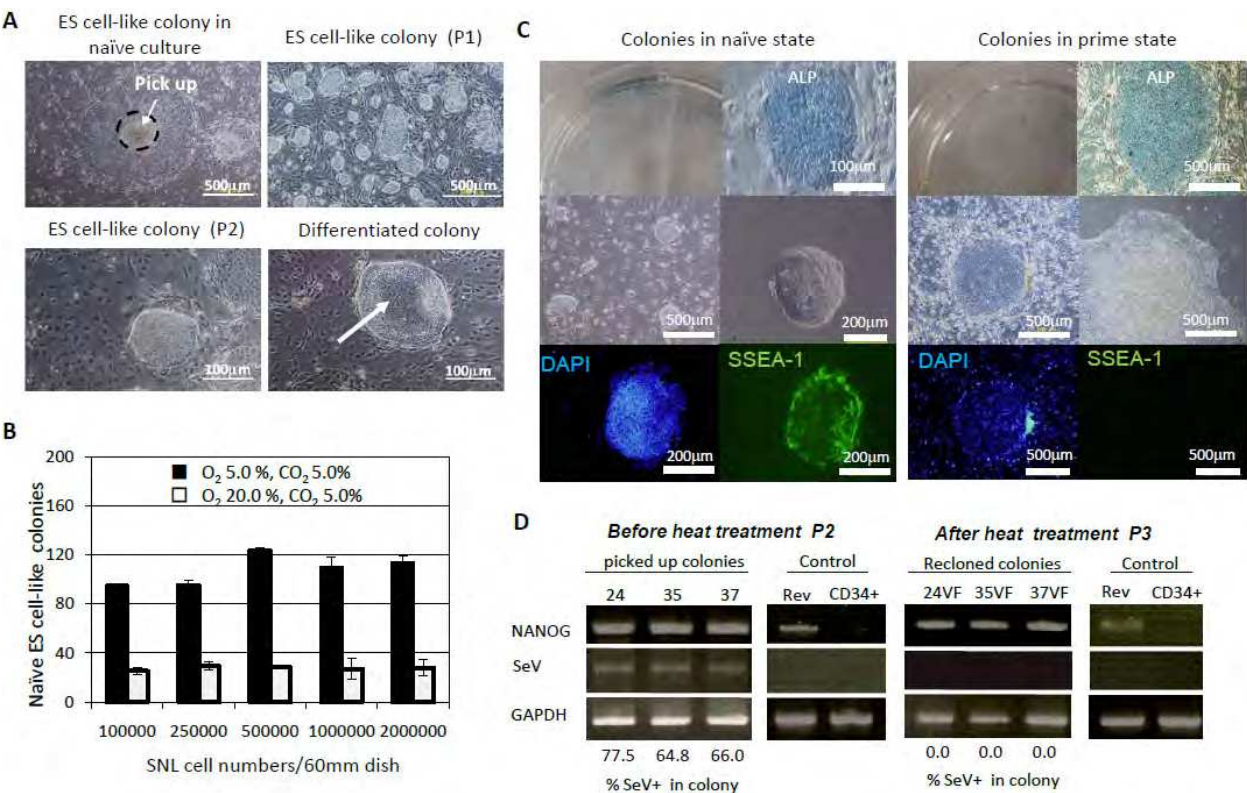 A
ES cell-like colony in
naïve culture
Pick up
500µm
ES cell-like colony (P1)
500µm
ES cell-like colony (P2)
100µm
Differentiated colony
100µm
B
Naïve ES cell-like colonies
200
160
120
80
40
0
O2 5.0 %, CO2 5.0%
O2 20.0 %, CO2 5.0%
100000 250000 500000 1000000 2000000
SNL cell numbers/60mm dish
C
Colonies in naïve state
ALP
100µm
500µm
200µm
DAPI
200µm
SSEA-1
200µm
Colonies in prime state
ALP
500µm
500µm
500µm
DAPI
500µm
SSEA-1
500µm
D
Before heat treatment P2
picked up colonies Control
24 35 37 Rev CD34+
After heat treatment P3
Recloned colonies Control
24VF 35VF 37VF Rev CD34+
NANOG
SeV
GAPDH
77.5 64.8 66.0
% SeV+ in colony
0.0 0.0 0.0
% SeV+ in colony